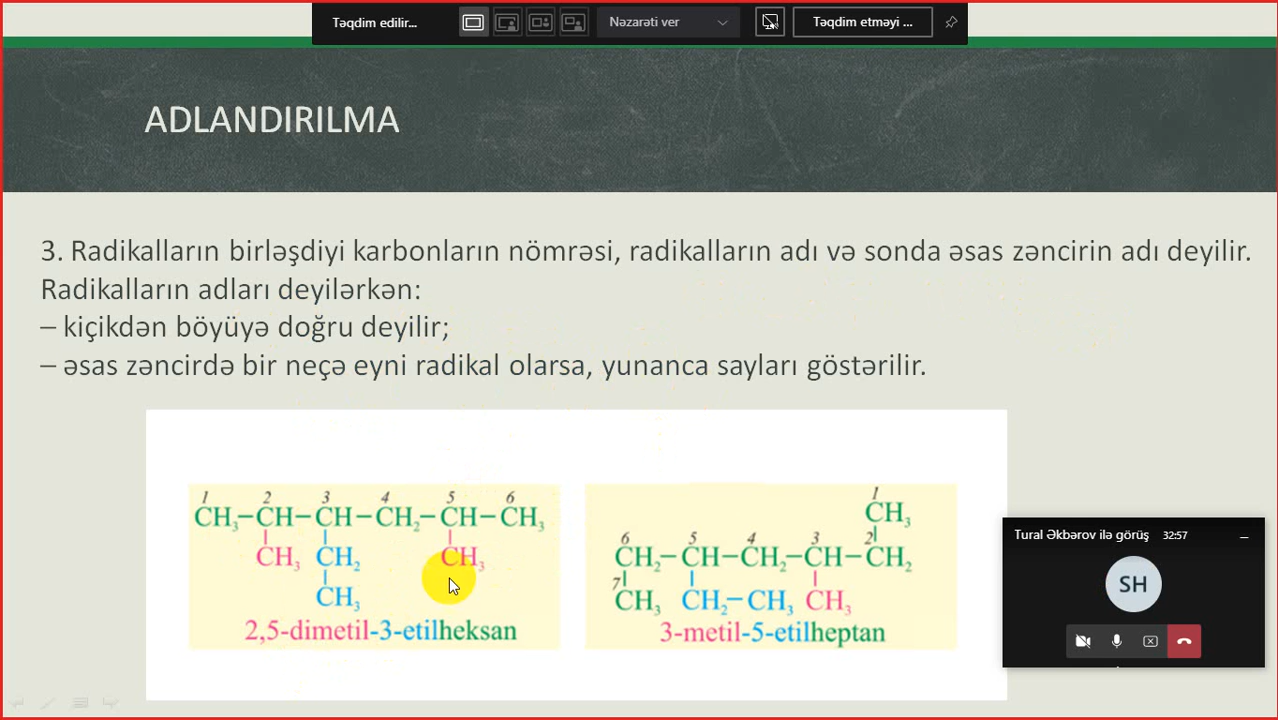 Təqdim edilir...
Nəzarəti ver
Təqdim etməyi ...
ADLANDIRILMA
3. Radikalların birləşdiyi karbonların nömrəsi, radikalların adı və sonda əsas zəncirin adı deyilir.
Radikalların adları deyilərkən:
– kiçikdən böyüyə doğru deyilir;
– əsas zəncirdə bir neçə eyni radikal olarsa, yunanca sayları göstərilir.
1 2 3 4 5 6
CH₃–CH–CH–CH₂–CH–CH₃
CH₃ CH₂ CH₃
CH₃
2,5-dimetil-3-etilheksan
1
CH₃
6 5 4 3 2
CH₂–CH–CH₂–CH–CH₂
7
CH₃ CH₂–CH₃ CH₃
3-metil-5-etilheptan
Tural Əkbərov ilə görüş 32:57
SH